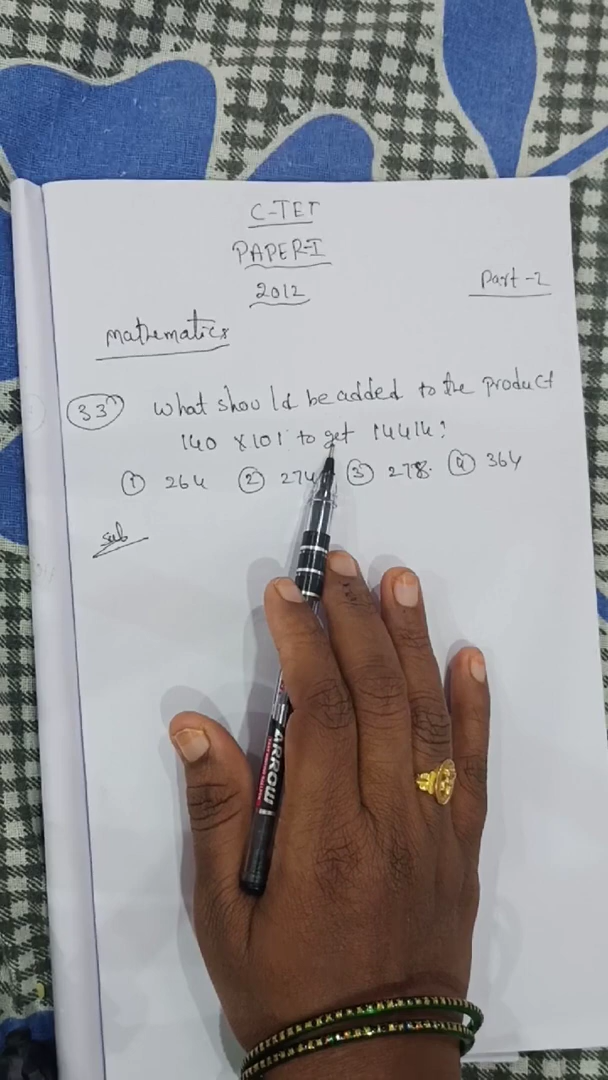 C-TET
PAPER-I
2012
Part-2
Mathematics
33 What should be added to the product
140 x 101 to get 14414?
① 264 ② 274 ③ 278. ④ 364
Sol
ARROW